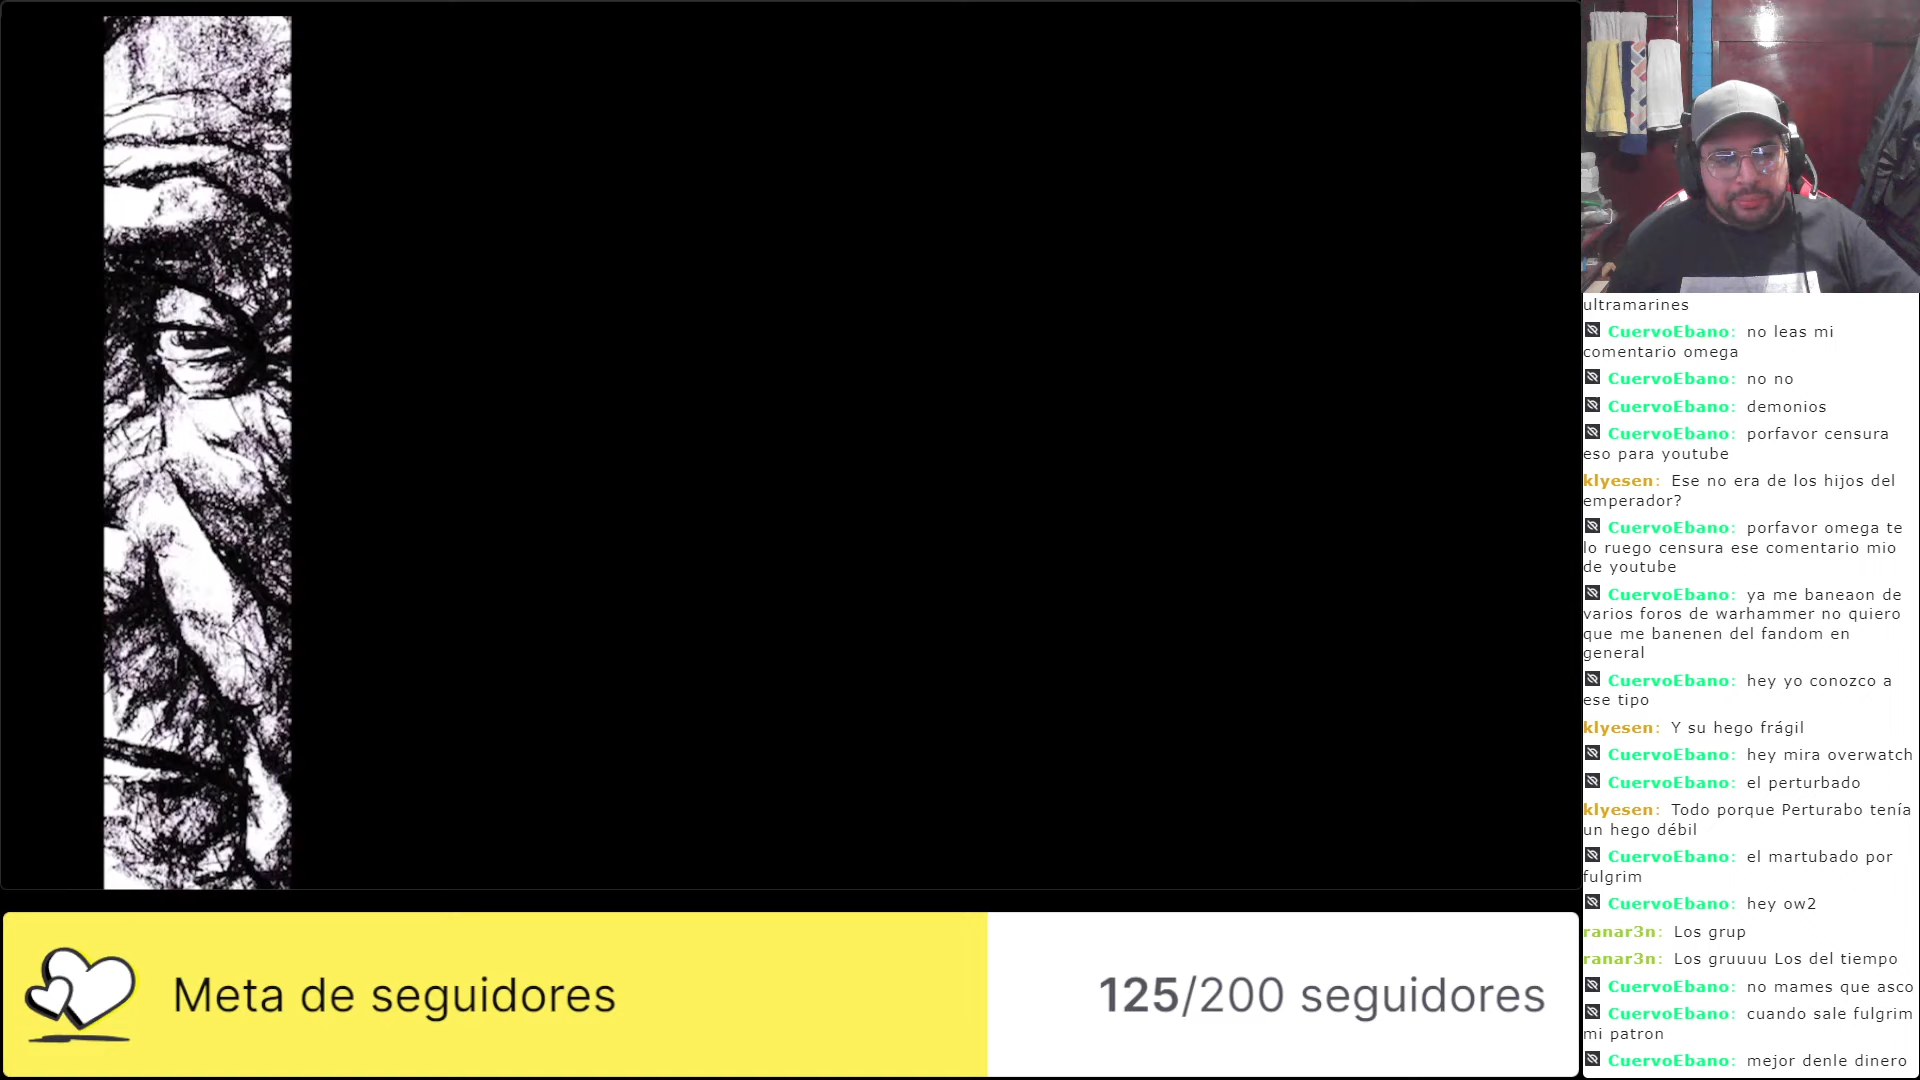 ultramarines
CuervoEbano: no leas mi
comentario omega
CuervoEbano: no no
CuervoEbano: demonios
CuervoEbano: porfavor censura
eso para youtube
klyesen: Ese no era de los hijos del
emperador?
CuervoEbano: porfavor omega te
lo ruego censura ese comentario mio
de youtube
CuervoEbano: ya me baneaon de
varios foros de warhammer no quiero
que me banenen del fandom en
general
CuervoEbano: hey yo conozco a
ese tipo
klyesen: Y su hego frágil
CuervoEbano: hey mira overwatch
CuervoEbano: el perturbado
klyesen: Todo porque Perturabo tenía
un hego débil
CuervoEbano: el martubado por
fulgrim
CuervoEbano: hey ow2
ranar3n: Los grup
ranar3n: Los gruuuu Los del tiempo
CuervoEbano: no mames que asco
CuervoEbano: cuando sale fulgrim
mi patron
CuervoEbano: mejor denle dinero
Meta de seguidores
125/200 seguidores